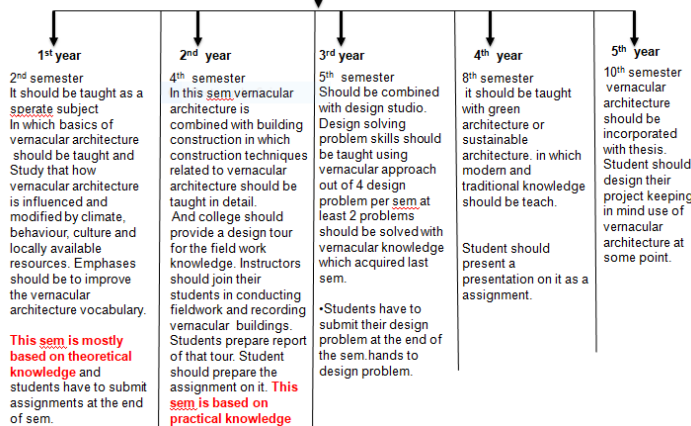 1st year
2nd semester
It should be taught as a
sperate subject
In which basics of
vernacular architecture
should be taught and
Study that how
vernacular architecture
is influenced and
modified by climate,
behaviour, culture and
locally available
resources. Emphases
should be to improve
the vernacular
architecture vocabulary.
This sem is mostly
based on theoretical
knowledge and
students have to submit
assignments at the end
of sem.
2nd year
4th semester
In this sem vernacular
architecture is
combined with building
construction in which
construction techniques
related to vernacular
architecture should be
taught in detail.
And college should
provide a design tour
for the field work
knowledge. Instructors
should join their
students in conducting
fieldwork and recording
vernacular buildings.
Students prepare report
of that tour. Student
should prepare the
assignment on it. This
sem is based on
practical knowledge
3rd year
5th semester
Should be combined
with design studio.
Design solving
problem skills should
be taught using
vernacular approach
out of 4 design
problem per sem at
least 2 problems
should be solved with
vernacular knowledge
which acquired last
sem.
•Students have to
submit their design
problem at the end of
the sem.hands to
design problem.
4th year
8th semester
it should be taught
with green
architecture or
sustainable
architecture. in which
modern and
traditional knowledge
should be teach.
Student should
present a
presentation on it as a
assignment.
5th year
10th semester
vernacular
architecture
should be
incorporated
with thesis.
Student should
design their
project keeping
in mind use of
vernacular
architecture at
some point.